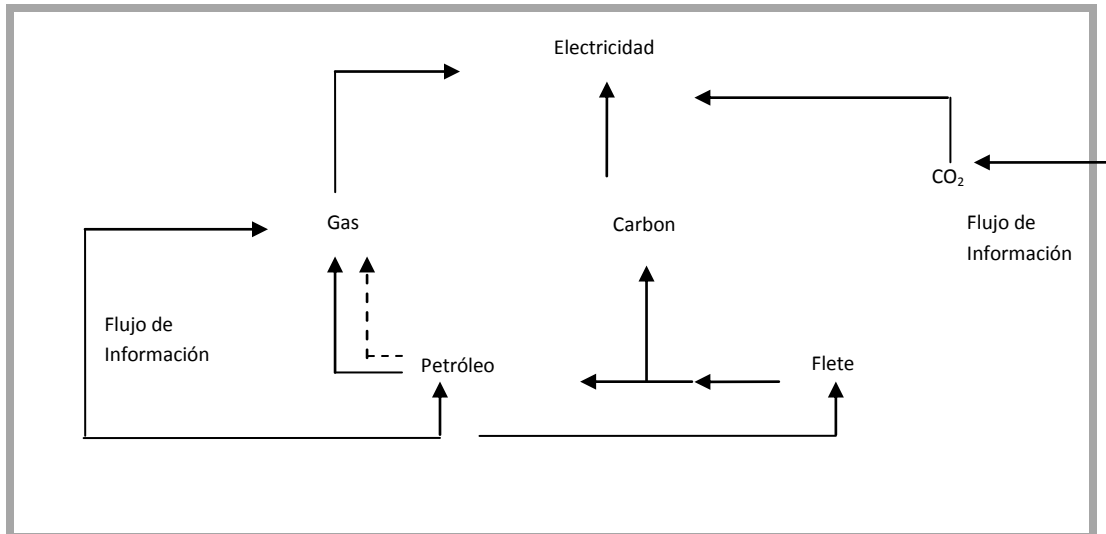 Electricidad
CO₂
Gas
Carbon
Flujo de
Información
Flujo de
Información
Petróleo
Flete